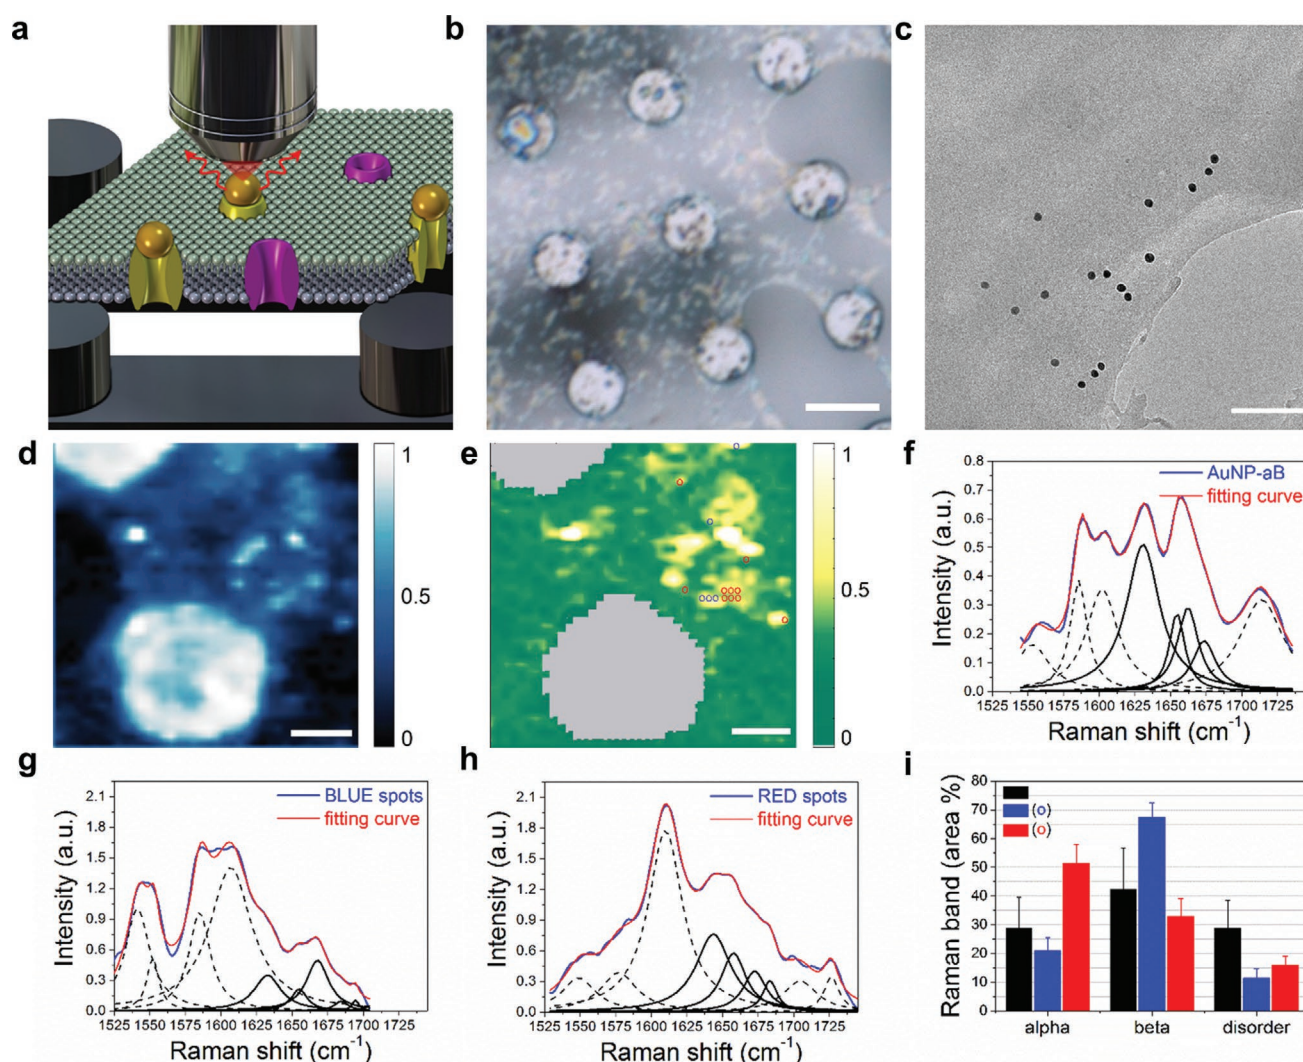 a
b
c
d
1
0.5
0
e
1
0.5
0
f
AuNP-aB
fitting curve
0.8
0.7
0.6
0.4
0.3
0.1
0.0
Intensity (a.u.)
1525 1550 1575 1600 1625 1650 1675 1700 1725
Raman shift (cm⁻¹)
g
BLUE spots
fitting curve
2.1
1.8
1.5
1.2
0.9
0.6
0.3
0.0
Intensity (a.u.)
1525 1550 1575 1600 1625 1650 1675 1700 1725
Raman shift (cm⁻¹)
h
RED spots
fitting curve
2.1
1.8
1.5
1.2
0.9
0.6
0.3
0.0
Intensity (a.u.)
1525 1550 1575 1600 1625 1650 1675 1700 1725
Raman shift (cm⁻¹)
i
(o)
(o)
80
70
60
50
40
30
20
10
0
Raman band (area %)
alpha beta disorder